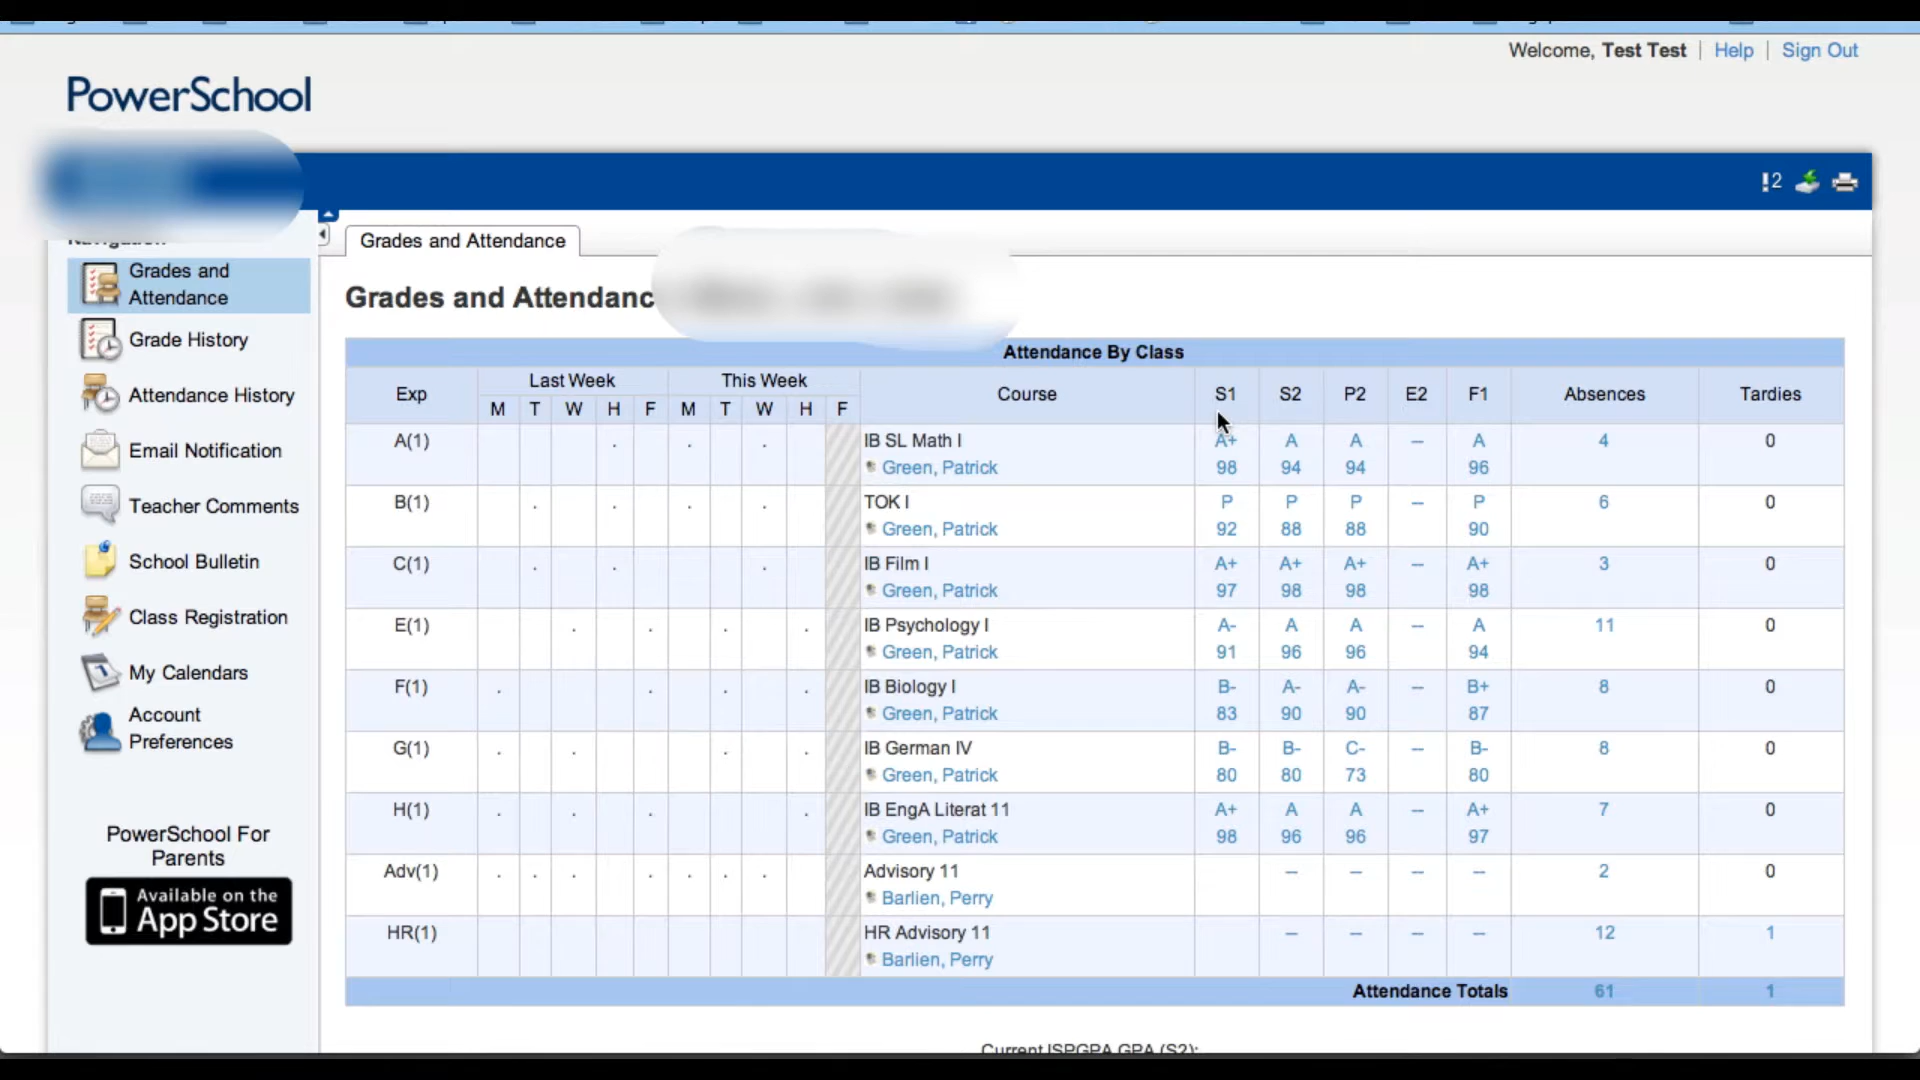 Welcome, Test Test | Help | Sign Out
PowerSchool
!2
Navigation
Grades and Attendance
Grades and
Attendance
Grade History
Attendance History
Email Notification
Teacher Comments
School Bulletin
Class Registration
My Calendars
Account
Preferences
PowerSchool For
Parents
Available on the
App Store
Grades and Attendanc
Attendance By Class
Exp Last Week This Week Course S1 S2 P2 E2 F1 Absences Tardies
M T W H F M T W H F
A(1) . . . IB SL Math I A+ A A -- A 4 0
Green, Patrick 98 94 94 96
B(1) . . . . TOK I P P P -- P 6 0
Green, Patrick 92 88 88 90
C(1) . . . IB Film I A+ A+ A+ -- A+ 3 0
Green, Patrick 97 98 98 98
E(1) . . . . IB Psychology I A- A A -- A 11 0
Green, Patrick 91 96 96 94
F(1) . . . . IB Biology I B- A- A- -- B+ 8 0
Green, Patrick 83 90 90 87
G(1) . . . . IB German IV B- B- C- -- B- 8 0
Green, Patrick 80 80 73 80
H(1) . . . . IB EngA Literat 11 A+ A A -- A+ 7 0
Green, Patrick 98 96 96 97
Adv(1) . . . . . . . Advisory 11 -- -- -- -- 2 0
Barlien, Perry
HR(1) HR Advisory 11 -- -- -- -- 12 1
Barlien, Perry
Attendance Totals 61 1
Current ISPGPA GPA (S2):